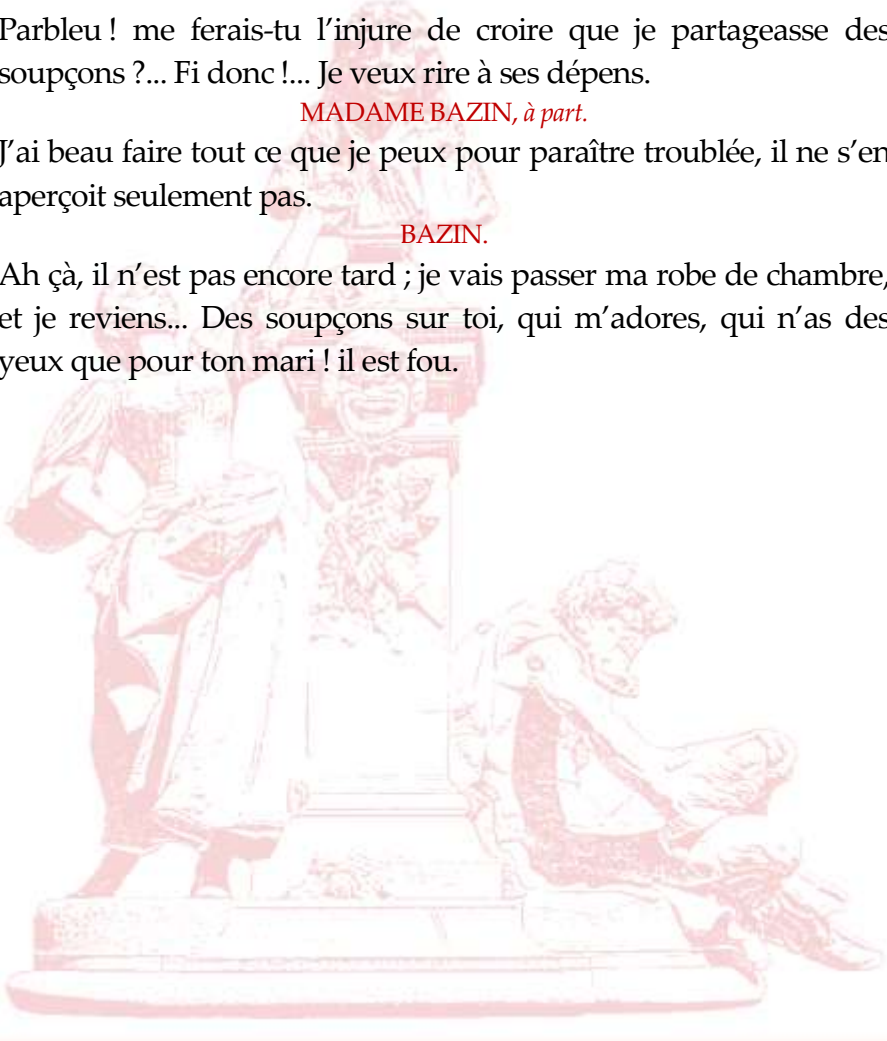 Parbleu ! me ferais-tu l’injure de croire que je partageasse des
soupçons ?... Fi donc !... Je veux rire à ses dépens.
MADAME BAZIN, à part.
J’ai beau faire tout ce que je peux pour paraître troublée, il ne s’en
aperçoit seulement pas.
BAZIN.
Ah çà, il n’est pas encore tard ; je vais passer ma robe de chambre,
et je reviens... Des soupçons sur toi, qui m’adores, qui n’as des
yeux que pour ton mari ! il est fou.